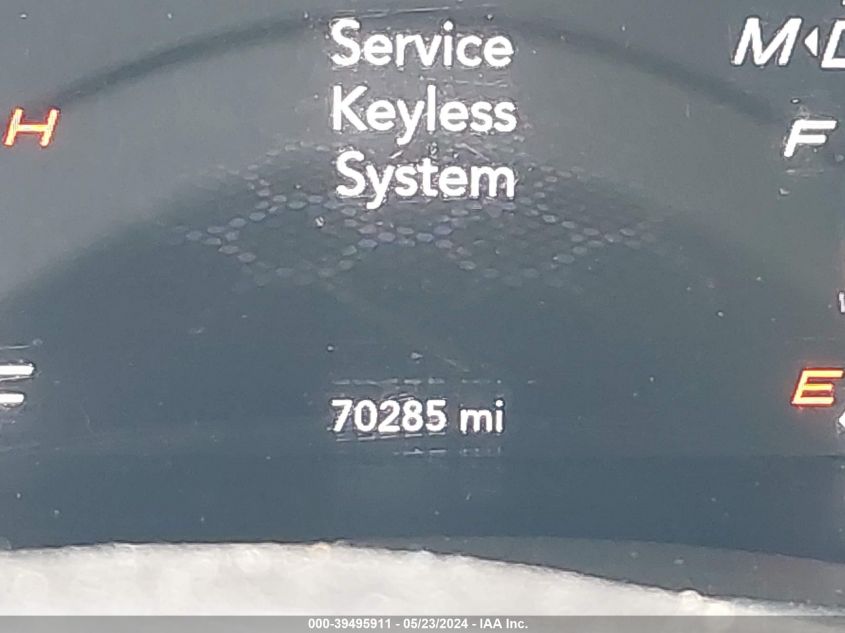 Service
Keyless
System
M
H
F
E
70285 mi
000-39495911 - 05/23/2024 - IAA Inc.